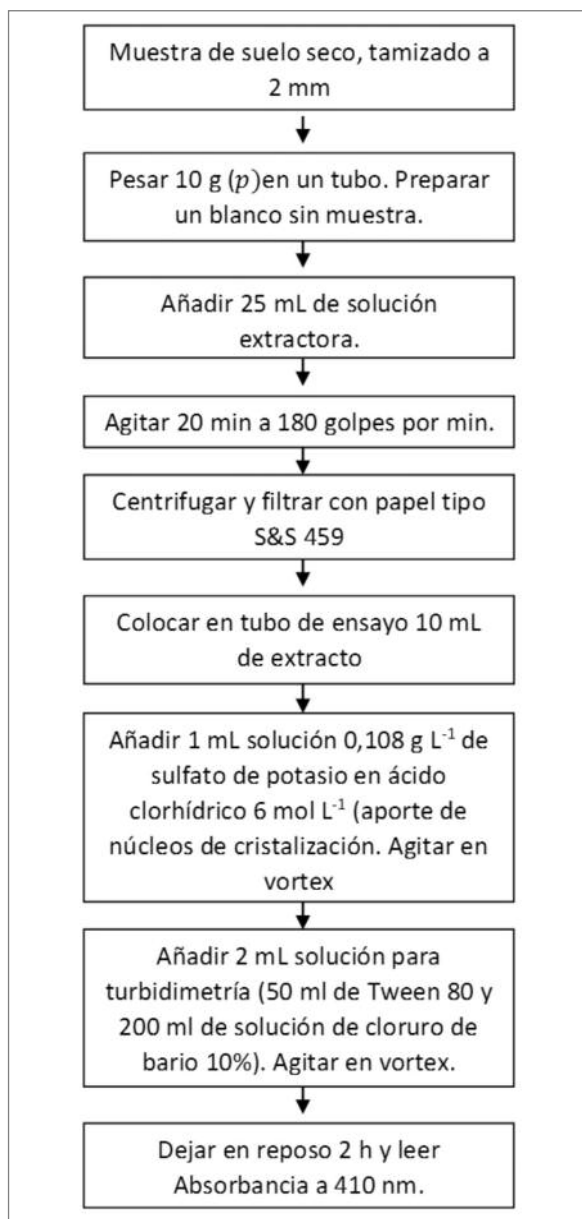 Muestra de suelo seco, tamizado a
2 mm
Pesar 10 g (p)en un tubo. Preparar
un blanco sin muestra.
Añadir 25 mL de solución
extractora.
Agitar 20 min a 180 golpes por min.
Centrifugar y filtrar con papel tipo
S&S 459
Colocar en tubo de ensayo 10 mL
de extracto
Añadir 1 mL solución 0,108 g L⁻¹ de
sulfato de potasio en ácido
clorhídrico 6 mol L⁻¹ (aporte de
núcleos de cristalización. Agitar en
vortex
Añadir 2 mL solución para
turbidimetría (50 ml de Tween 80 y
200 ml de solución de cloruro de
bario 10%). Agitar en vortex.
Dejar en reposo 2 h y leer
Absorbancia a 410 nm.